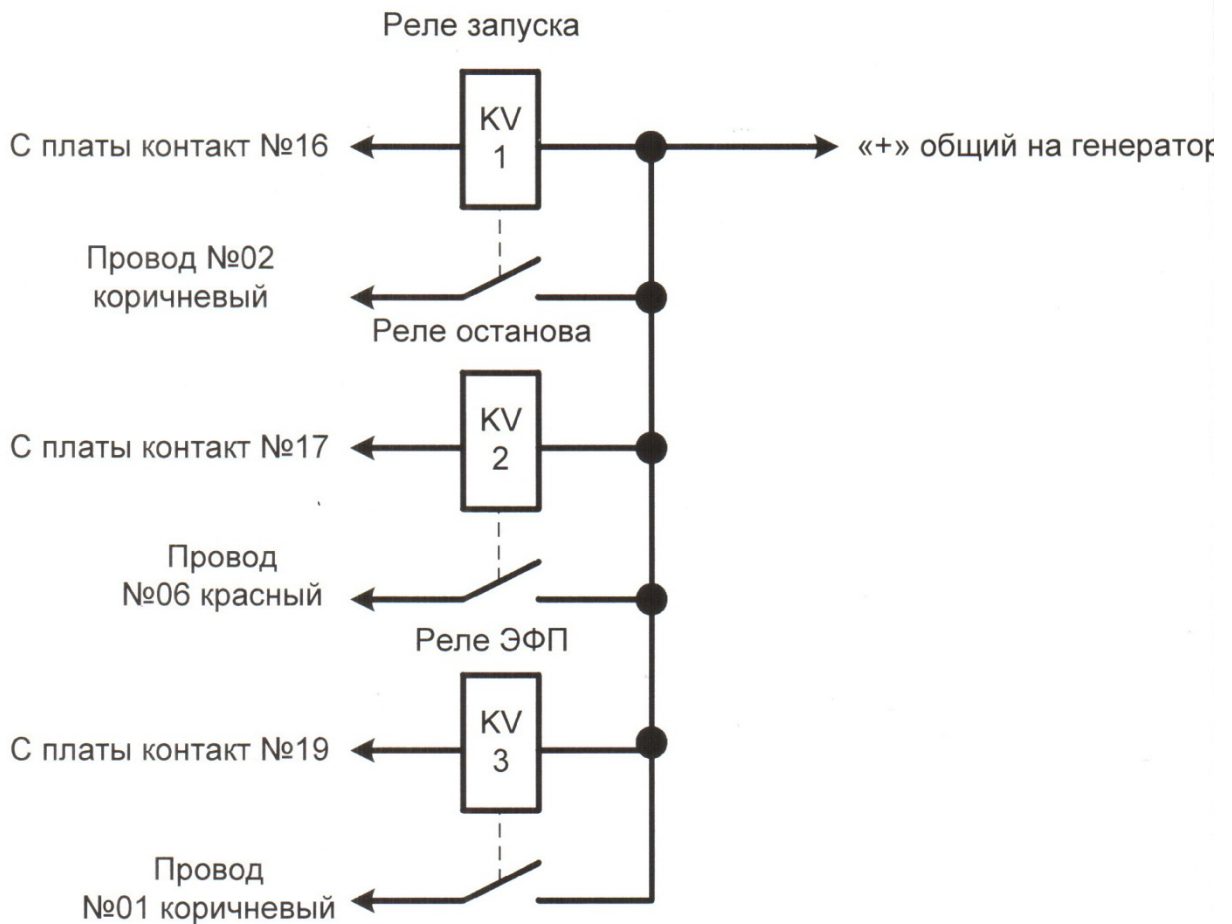 Реле запуска
KV
1
С платы контакт №16
«+» общий на генератор
Провод №02
коричневый
Реле останова
KV
2
С платы контакт №17
Провод
№06 красный
Реле ЭФП
KV
3
С платы контакт №19
Провод
№01 коричневый